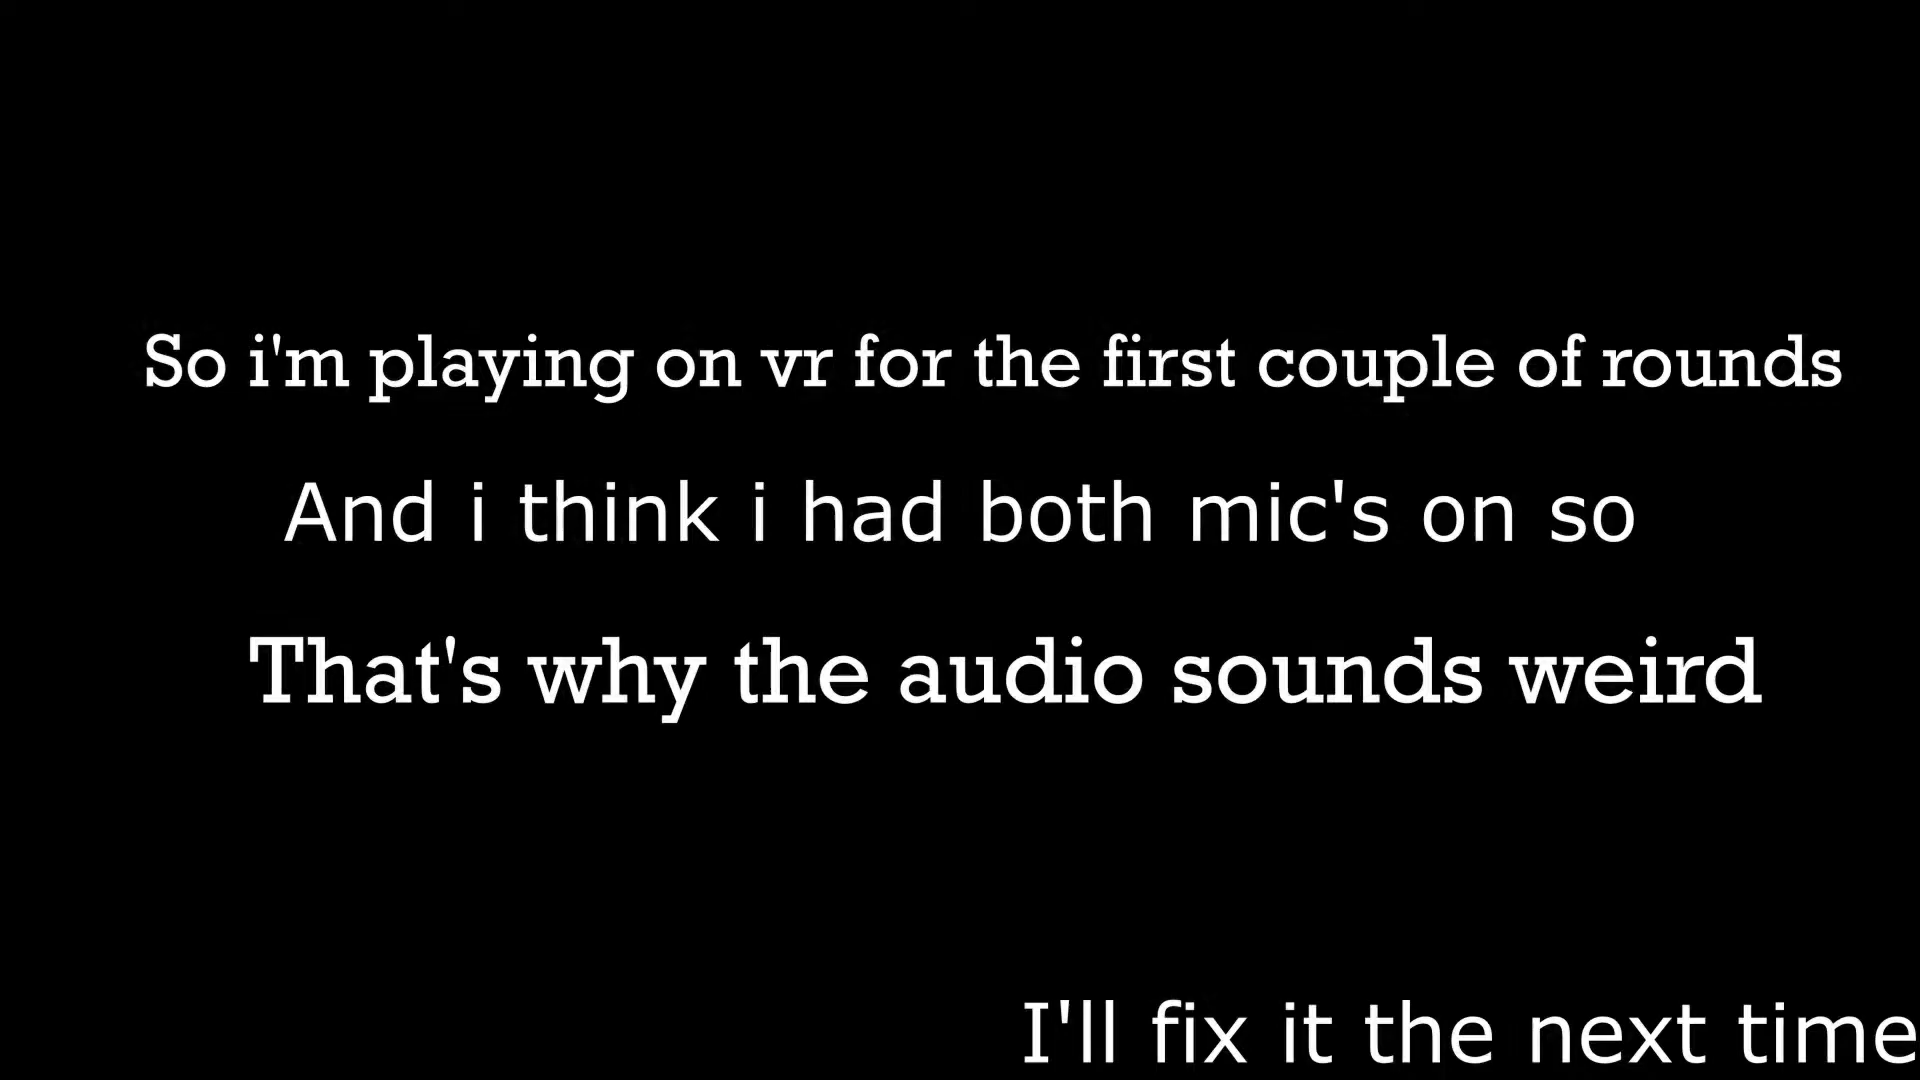 So i'm playing on vr for the first couple of rounds
And i think i had both mic's on so
That's why the audio sounds weird
I'll fix it the next time